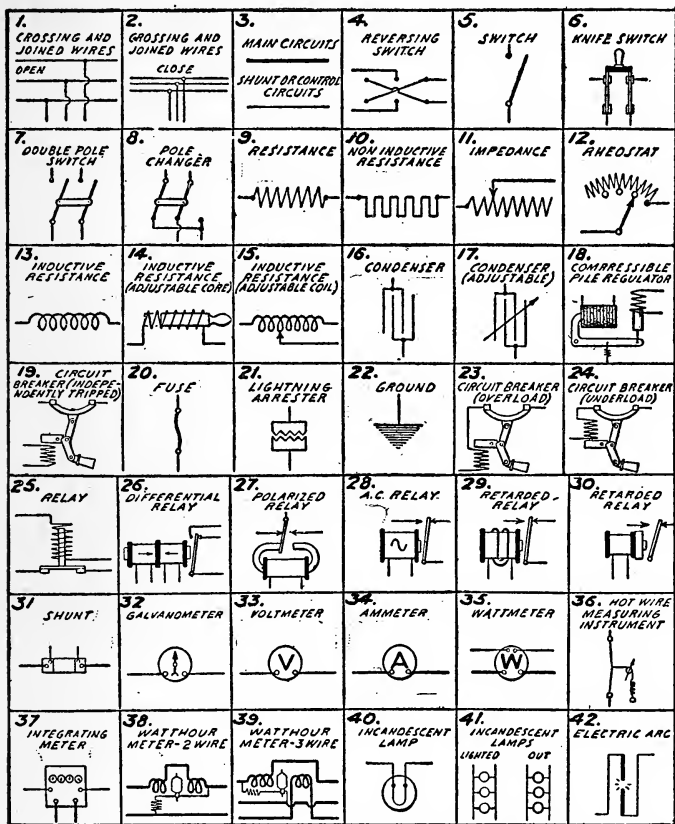 1.
CROSSING AND
JOINED WIRES
OPEN
2.
CROSSING AND
JOINED WIRES
CLOSE
3.
MAIN CIRCUITS
SHUNT OR CONTROL
CIRCUITS
4.
REVERSING
SWITCH
5.
SWITCH
6.
KNIFE SWITCH
7.
DOUBLE POLE
SWITCH
8.
POLE
CHANGER
9.
RESISTANCE
10.
NON INDUCTIVE
RESISTANCE
11.
IMPEDANCE
12.
RHEOSTAT
13.
INDUCTIVE
RESISTANCE
14.
INDUCTIVE
RESISTANCE
(ADJUSTABLE CORE)
15.
INDUCTIVE
RESISTANCE
(ADJUSTABLE COIL)
16.
CONDENSER
17.
CONDENSER
(ADJUSTABLE)
18.
COMPRESSIBLE
PILE REGULATOR
19. CIRCUIT
BREAKER (INDEPE-
NDENTLY TRIPPED)
20.
FUSE
21.
LIGHTNING
ARRESTER
22.
GROUND
23.
CIRCUIT BREAKER
(OVERLOAD)
24.
CIRCUIT BREAKER
(UNDERLOAD)
25.
RELAY
26.
DIFFERENTIAL
RELAY
27.
POLARIZED
RELAY
28.
A.C. RELAY
29.
RETARDED
RELAY
30.
RETARDED
RELAY
31
SHUNT
32
GALVANOMETER
33.
VOLTMETER
V
34.
AMMETER
A
35.
WATTMETER
W
36. HOT WIRE
MEASURING
INSTRUMENT
37
INTEGRATING
METER
38.
WATTHOUR
METER-2 WIRE
39.
WATTHOUR
METER-3 WIRE
40.
INCANDESCENT
LAMP
41.
INCANDESCENT
LAMPS
LIGHTED OUT
42.
ELECTRIC ARC